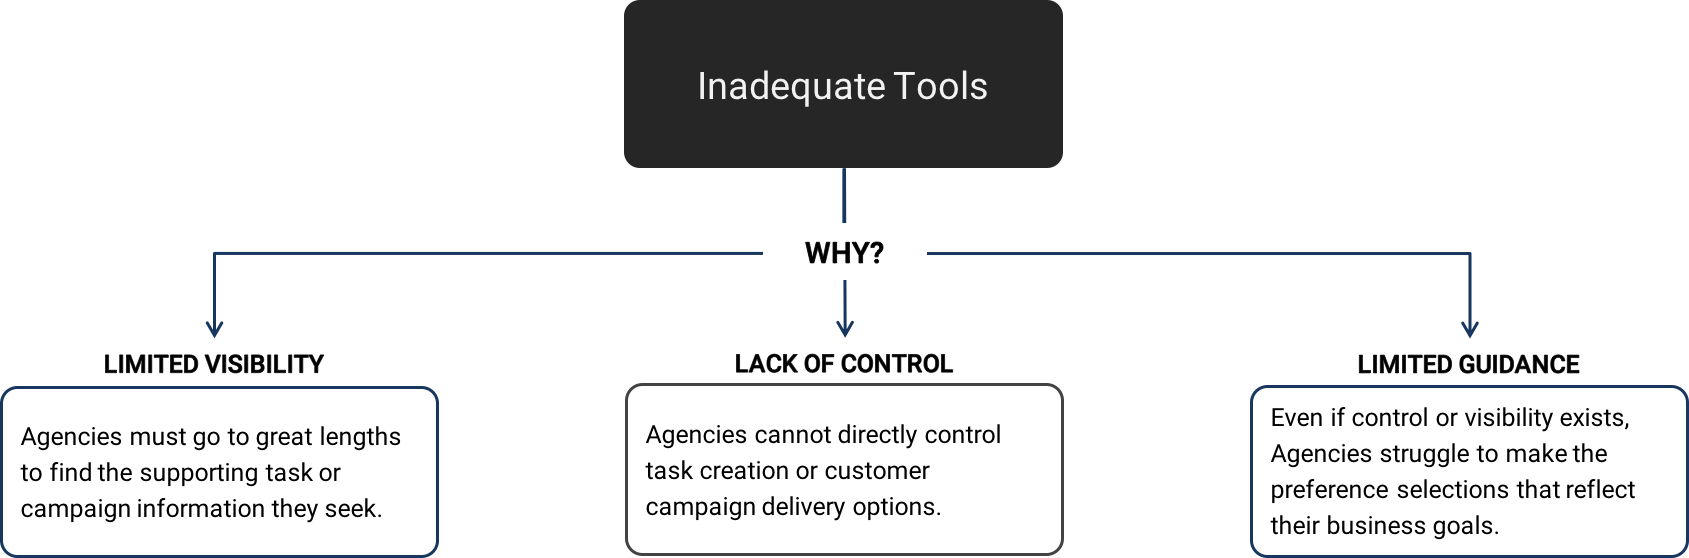 Inadequate Tools
WHY?
LIMITED VISIBILITY
Agencies must go to great lengths
to find the supporting task or
campaign information they seek.
LACK OF CONTROL
Agencies cannot directly control
task creation or customer
campaign delivery options.
LIMITED GUIDANCE
Even if control or visibility exists,
Agencies struggle to make the
preference selections that reflect
their business goals.